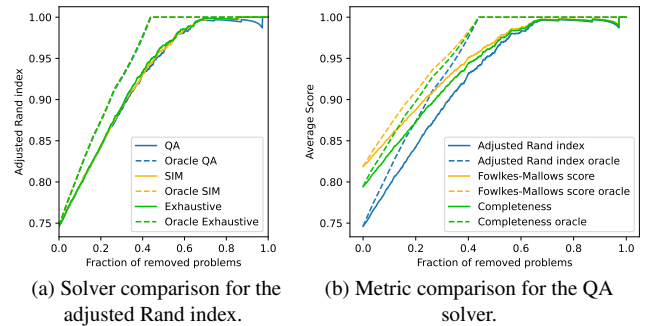 1.00
0.95
0.90
0.85
0.80
0.75
Adjusted Rand index
QA
Oracle QA
SIM
Oracle SIM
Exhaustive
Oracle Exhaustive
0.0 0.2 0.4 0.6 0.8 1.0
Fraction of removed problems
(a) Solver comparison for the
adjusted Rand index.
1.00
0.95
0.90
0.85
0.80
0.75
Average Score
Adjusted Rand index
Adjusted Rand index oracle
Fowlkes-Mallows score
Fowlkes-Mallows score oracle
Completeness
Completeness oracle
0.0 0.2 0.4 0.6 0.8 1.0
Fraction of removed problems
(b) Metric comparison for the QA
solver.